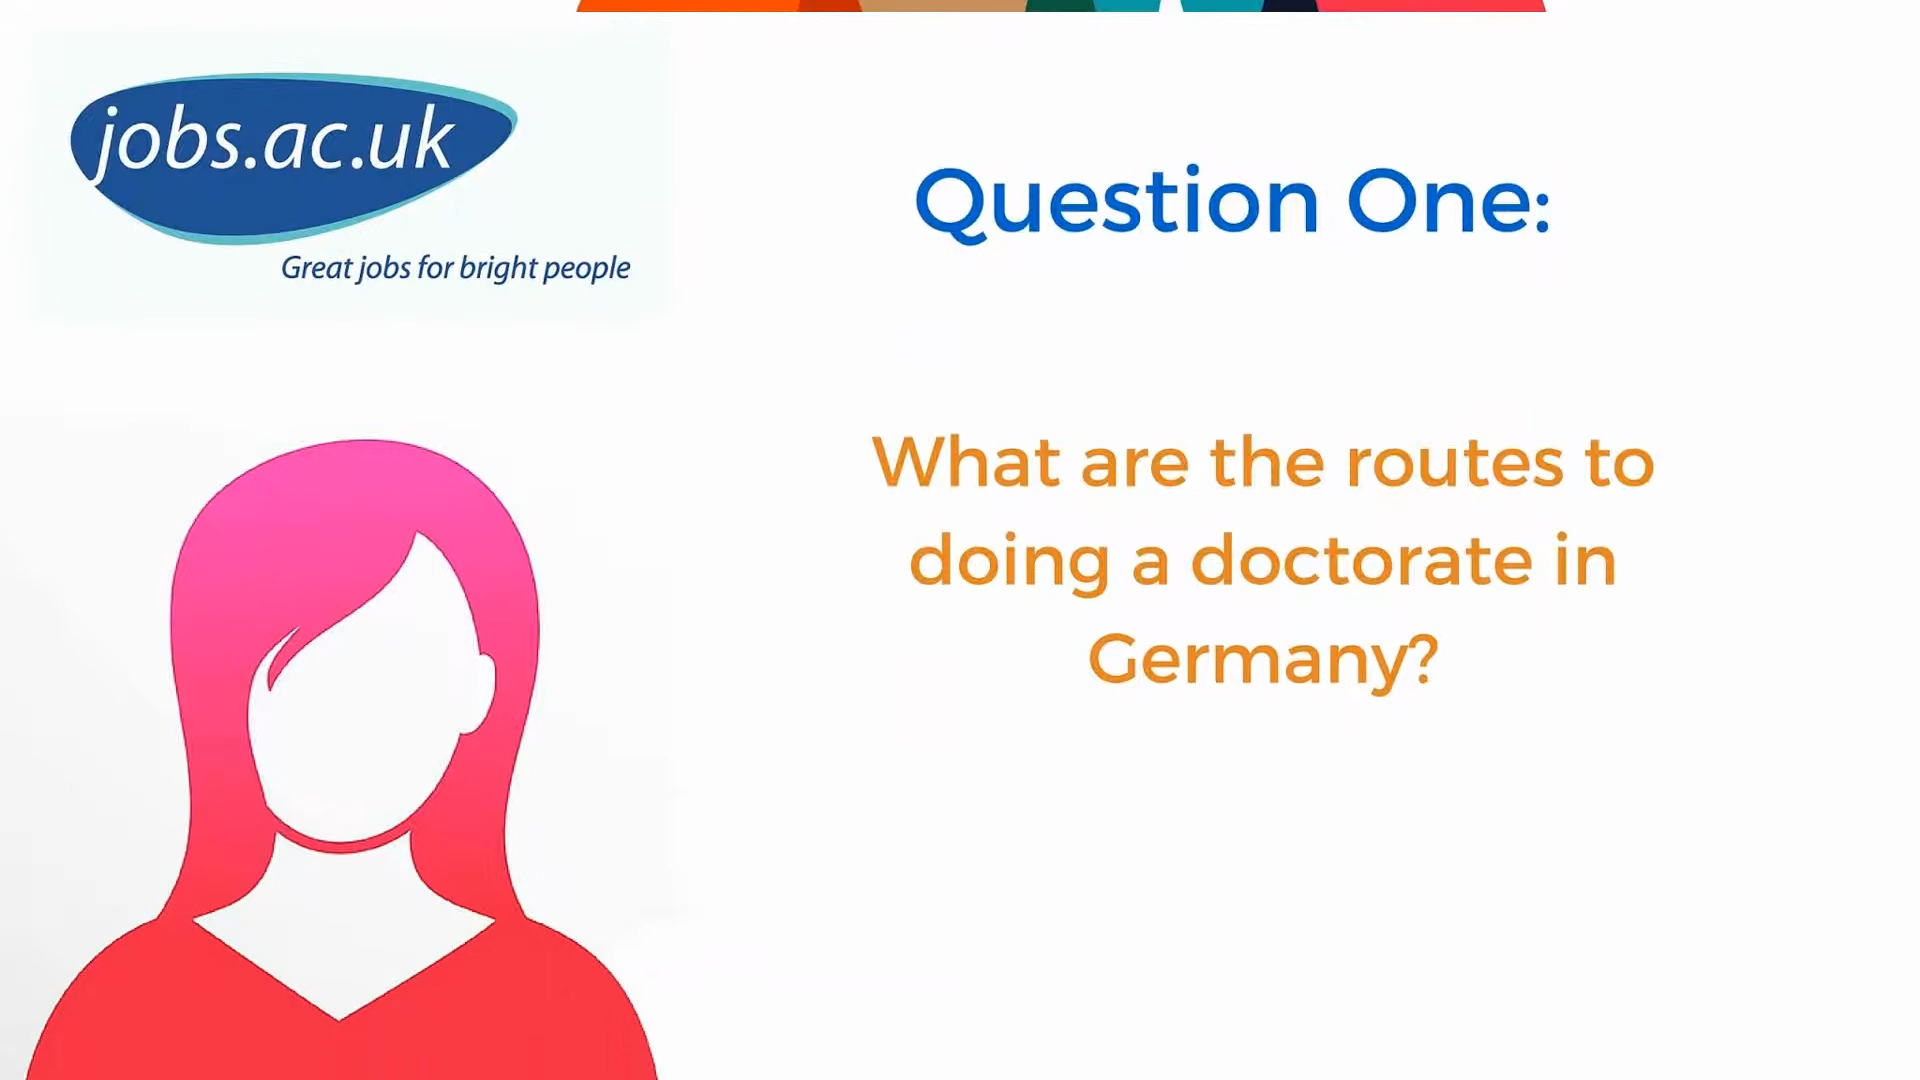 jobs.ac.uk
Great jobs for bright people
Question One:
What are the routes to
doing a doctorate in
Germany?